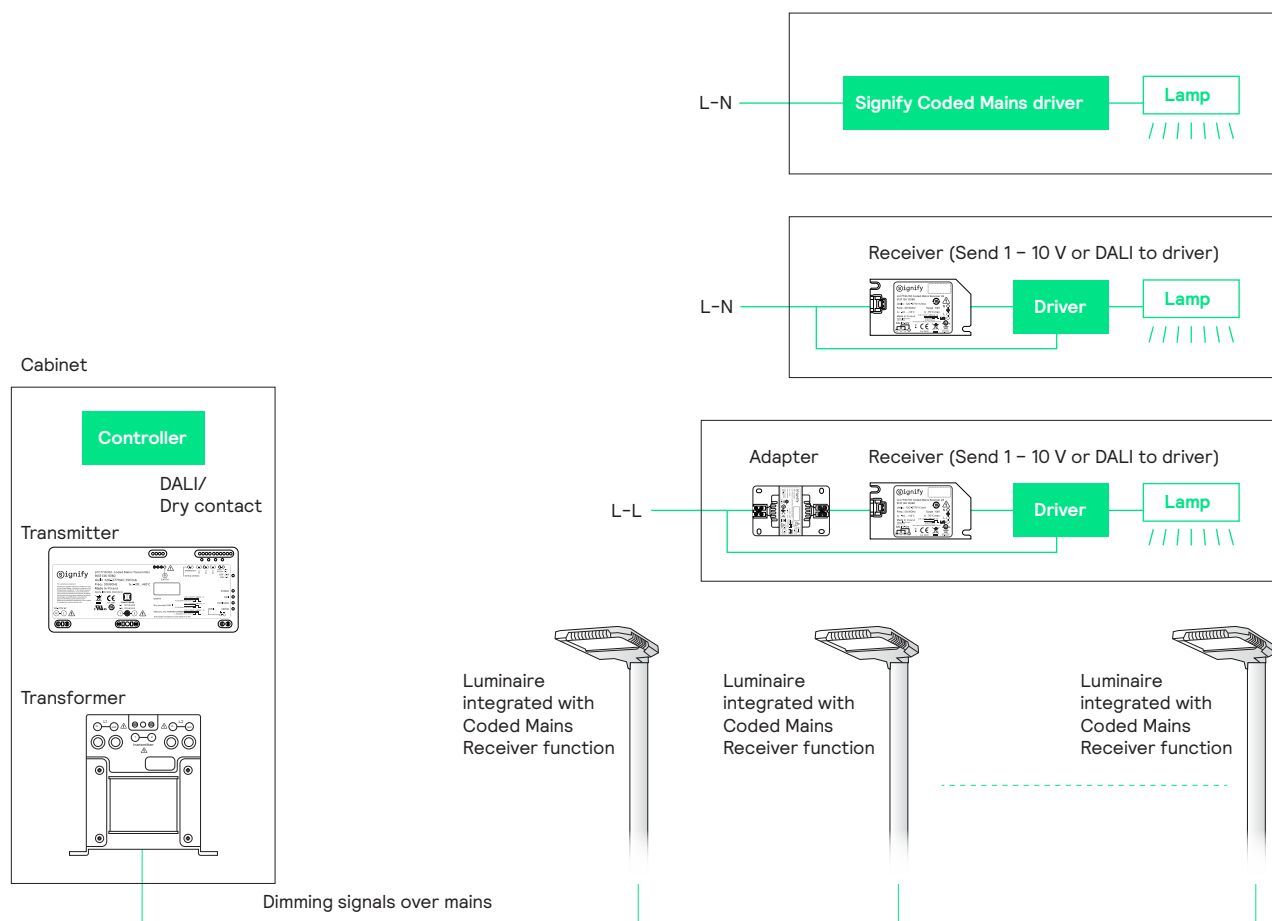 L-N
Signify Coded Mains driver
Lamp
Receiver (Send 1 – 10 V or DALI to driver)
L-N
Signify
Driver
Lamp
Cabinet
Controller
DALI/
Dry contact
Adapter
Receiver (Send 1 – 10 V or DALI to driver)
L-L
Signify
Driver
Lamp
Transmitter
Signify
Transformer
Luminaire
integrated with
Coded Mains
Receiver function
Luminaire
integrated with
Coded Mains
Receiver function
Luminaire
integrated with
Coded Mains
Receiver function
Dimming signals over mains